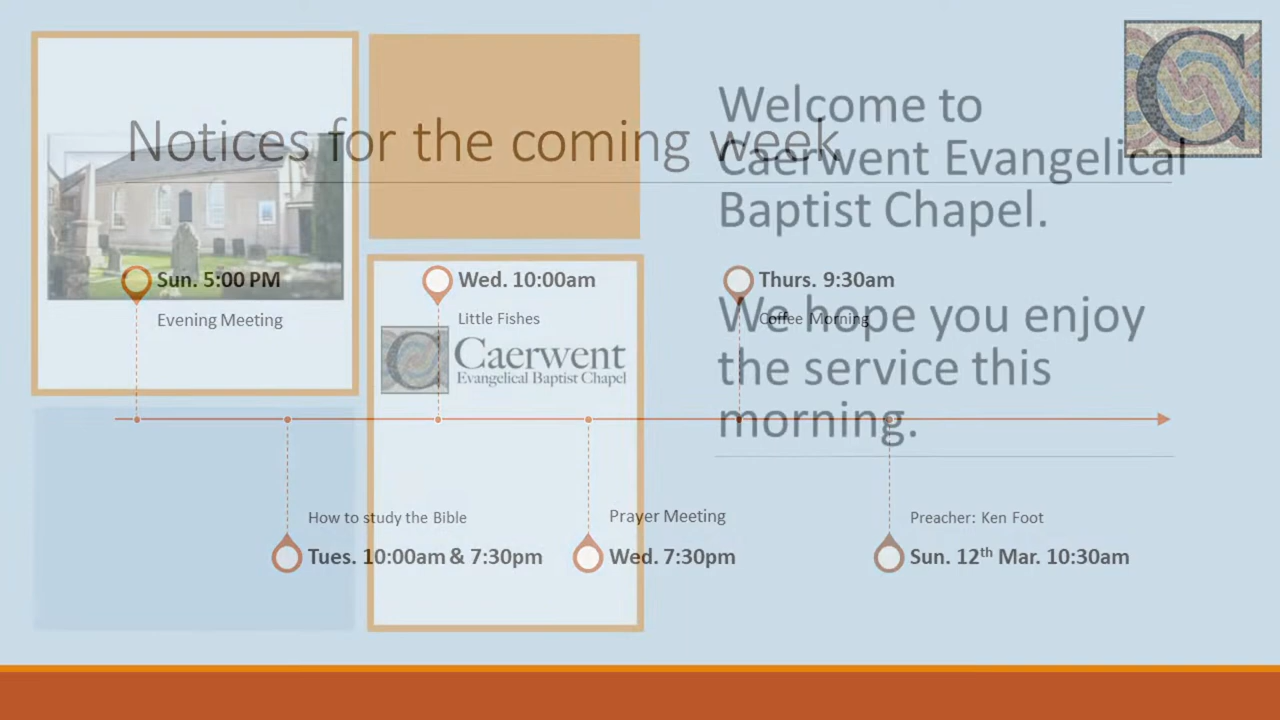 Notices for the coming week
Welcome to
Caerwent Evangelical
Baptist Chapel.
We hope you enjoy
the service this
morning.
Sun. 5:00 PM
Evening Meeting
Wed. 10:00am
Little Fishes
Thurs. 9:30am
Coffee Morning
C
Caerwent
Evangelical Baptist Chapel
How to study the Bible
Tues. 10:00am & 7:30pm
Prayer Meeting
Wed. 7:30pm
Preacher: Ken Foot
Sun. 12th Mar. 10:30am